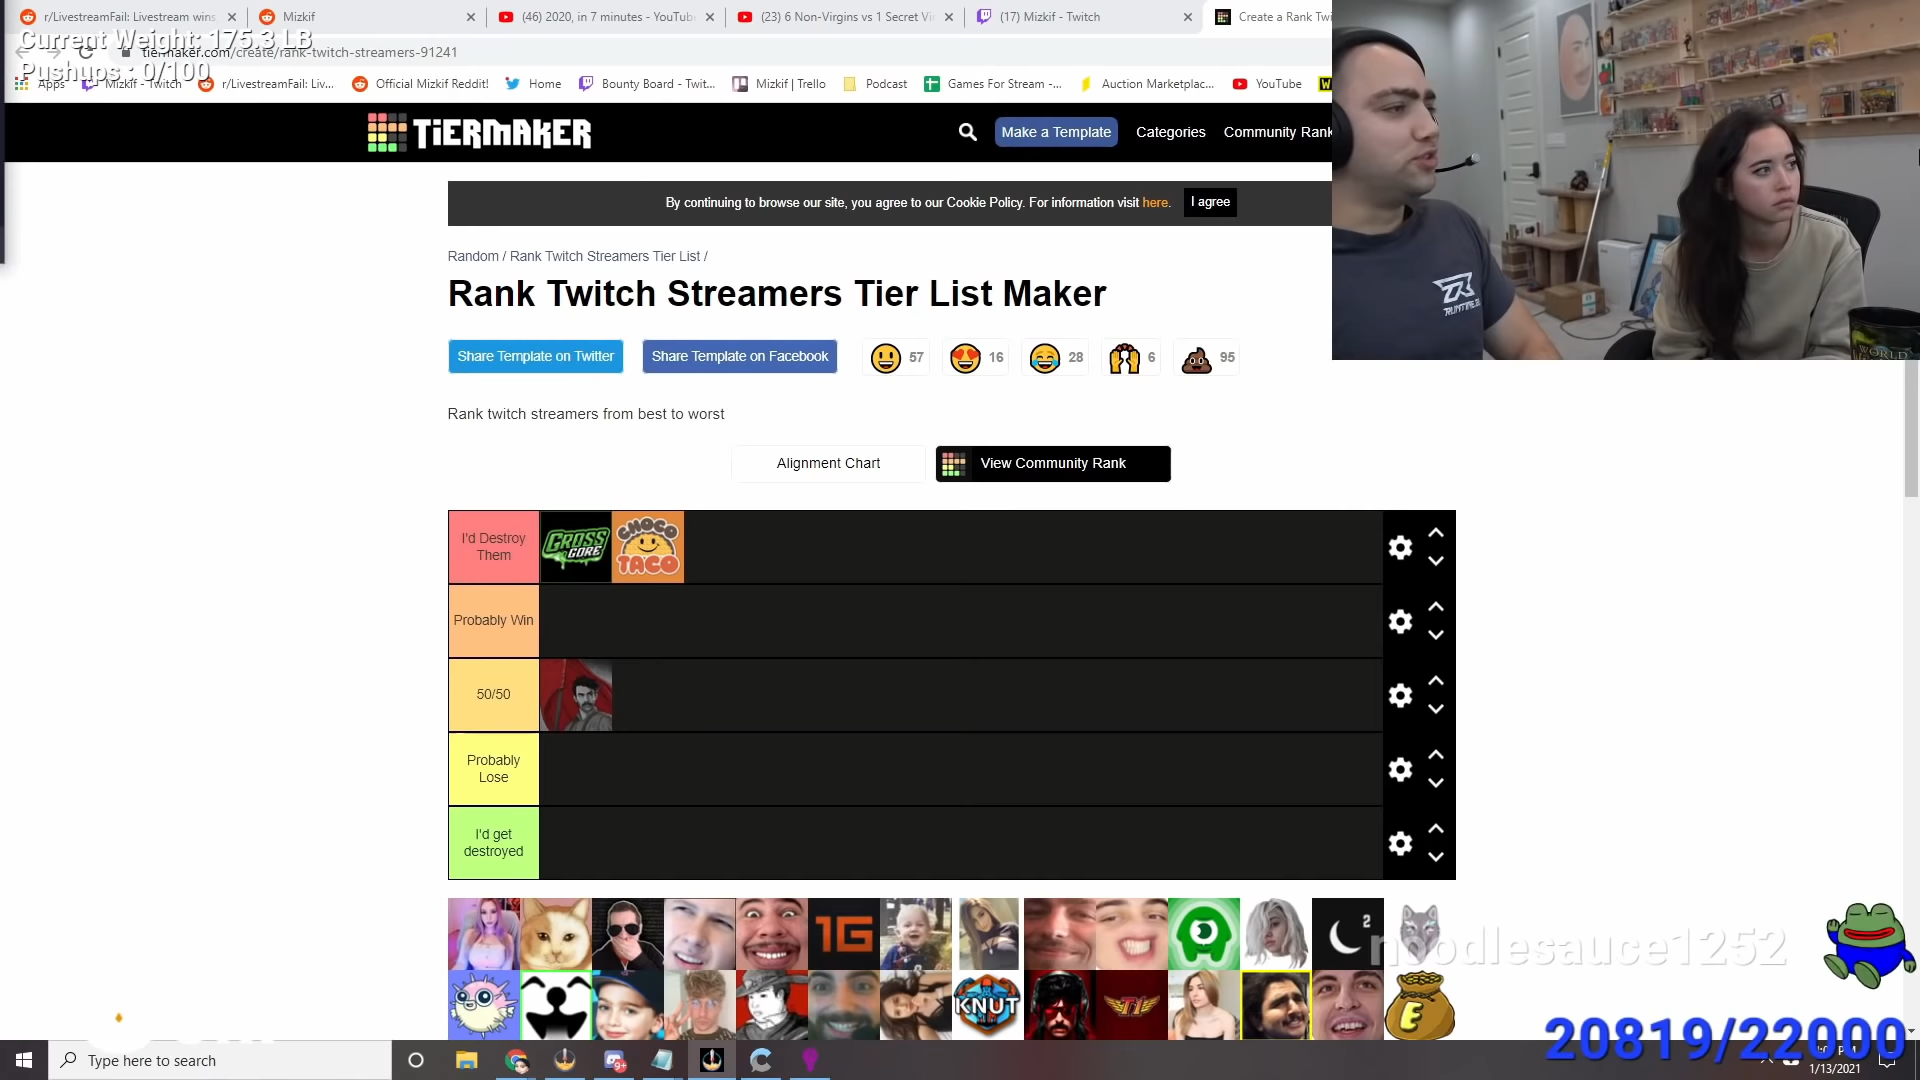 r/LivestreamFail: Livestream wins
Mizkif
(46) 2020, in 7 minutes - YouTub
(23) 6 Non-Virgins vs 1 Secret Vi
(17) Mizkif - Twitch
Create a Rank Twi
Current Weight: 175.3 LB
tiermaker.com/create/rank-twitch-streamers-91241
Pushups : 0/100
Apps
Mizkif - Twitch
r/LivestreamFail: Liv...
Official Mizkif Reddit!
Home
Bounty Board - Twit...
Mizkif | Trello
Podcast
Games For Stream -...
Auction Marketplac...
YouTube
TiERMAKER
Make a Template
Categories
Community Rank
By continuing to browse our site, you agree to our Cookie Policy. For information visit here.
I agree
Random / Rank Twitch Streamers Tier List /
Rank Twitch Streamers Tier List Maker
Share Template on Twitter
Share Template on Facebook
57
16
28
6
95
Rank twitch streamers from best to worst
Alignment Chart
View Community Rank
I'd Destroy
Them
GROSS
GORE
CHOCO
TACO
Probably Win
50/50
Probably
Lose
I'd get
destroyed
1G
2
KNUT
T1
E
noodlesauce1252
20819/22000
Type here to search
9+
1/13/2021
WORLD